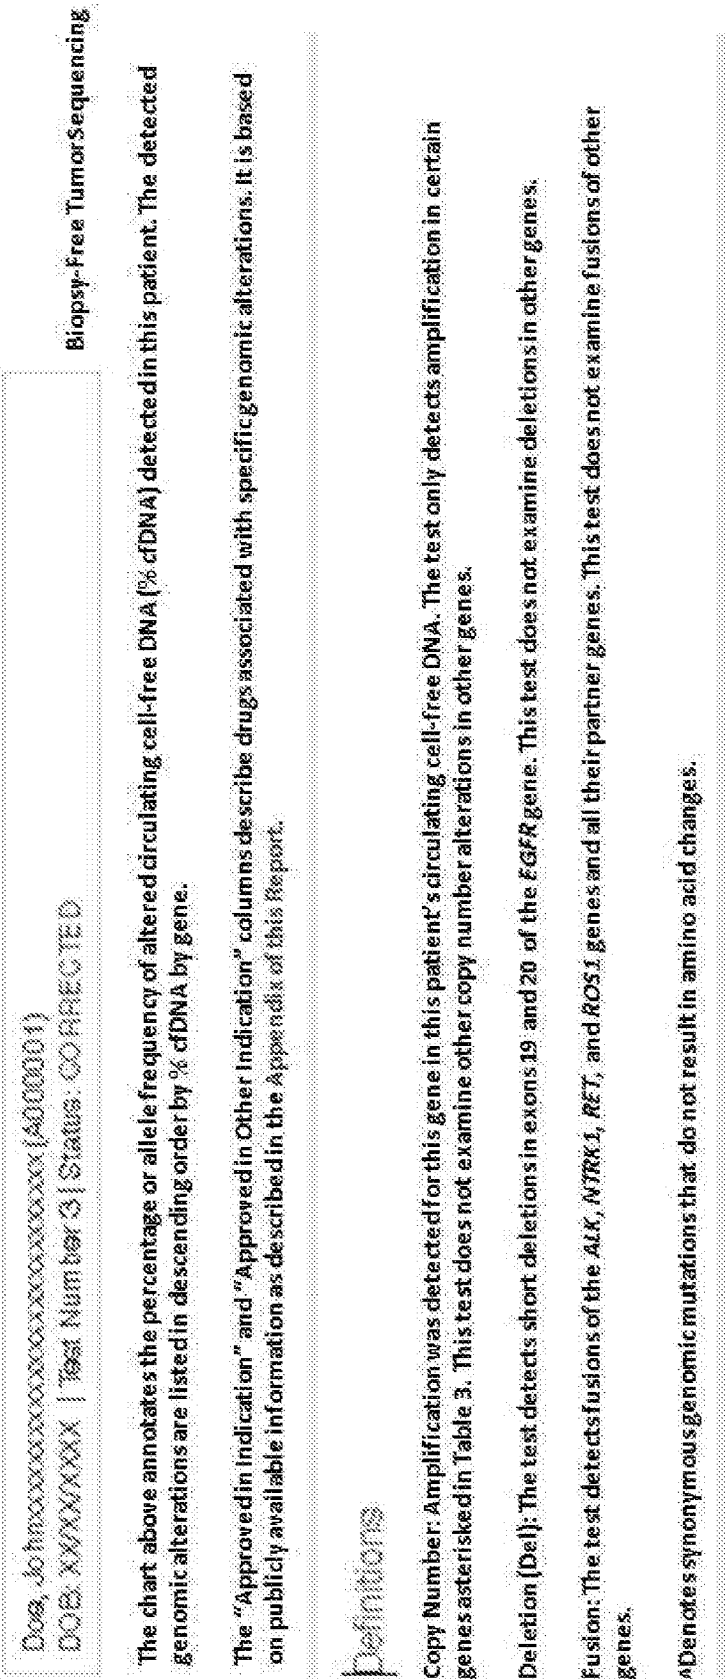 Doe, Johnxxxxxxxxxxxxxxxxxxxxxxxxxx (A0000001)
DOB: XX/XX/XXXX | Test Number 3 | Status: CORRECTED
Biopsy-Free Tumor Sequencing
The chart above annotates the percentage or allele frequency of altered circulating cell-free DNA (% cfDNA) detected in this patient. The detected
genomic alterations are listed in descending order by % cfDNA by gene.
The "Approved in Indication" and "Approved in Other Indication" columns describe drugs associated with specific genomic alterations. It is based
on publicly available information as described in the Appendix of this Report.
Definitions
Copy Number: Amplification was detected for this gene in this patient's circulating cell-free DNA. The test only detects amplification in certain
genes asterisked in Table 3. This test does not examine other copy number alterations in other genes.
Deletion (Del): The test detects short deletions in exons 19 and 20 of the EGFR gene. This test does not examine deletions in other genes.
Fusion: The test detects fusions of the ALK, NTRK1, RET, and ROS1 genes and all their partner genes. This test does not examine fusions of other
genes.
^Denotes synonymous genomic mutations that do not result in amino acid changes.